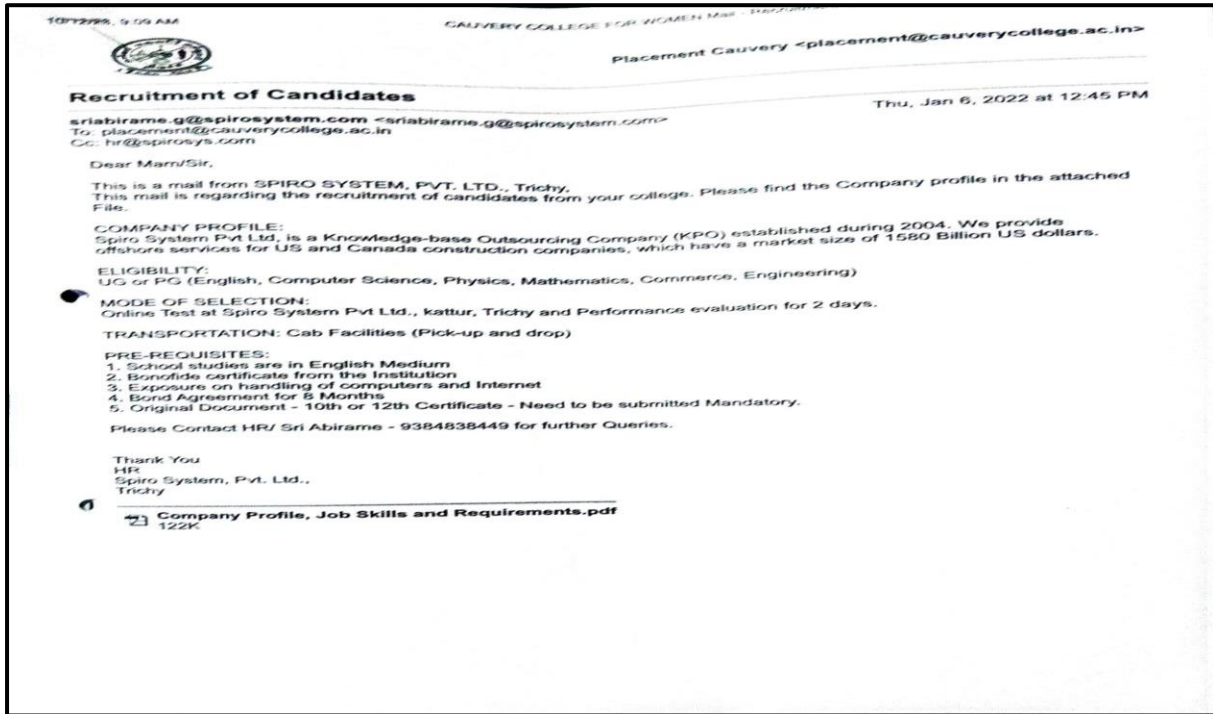 9:09 AM
CAUVERY COLLEGE FOR WOMEN Mail -
Placement Cauvery <placement@cauverycollege.ac.in>
Recruitment of Candidates
Thu, Jan 6, 2022 at 12:45 PM
sriabirame.g@spirosystem.com <sriabirame.g@spirosystem.com>
To: placement@cauverycollege.ac.in
Cc: hr@spirosys.com
Dear Mam/Sir,
This is a mail from SPIRO SYSTEM, PVT. LTD., Trichy.
This mail is regarding the recruitment of candidates from your college. Please find the Company profile in the attached
File.
COMPANY PROFILE:
Spiro System Pvt Ltd, is a Knowledge-base Outsourcing Company (KPO) established during 2004. We provide
offshore services for US and Canada construction companies, which have a market size of 1580 Billion US dollars.
ELIGIBILITY:
UG or PG (English, Computer Science, Physics, Mathematics, Commerce, Engineering)
MODE OF SELECTION:
Online Test at Spiro System Pvt Ltd., kattur, Trichy and Performance evaluation for 2 days.
TRANSPORTATION: Cab Facilities (Pick-up and drop)
PRE-REQUISITES:
1. School studies are in English Medium
2. Bonofide certificate from the Institution
3. Exposure on handling of computers and Internet
4. Bond Agreement for 8 Months
5. Original Document - 10th or 12th Certificate - Need to be submitted Mandatory.
Please Contact HR/ Sri Abirame - 9384838449 for further Queries.
Thank You
HR
Spiro System, Pvt. Ltd.,
Trichy
Company Profile, Job Skills and Requirements.pdf
122K